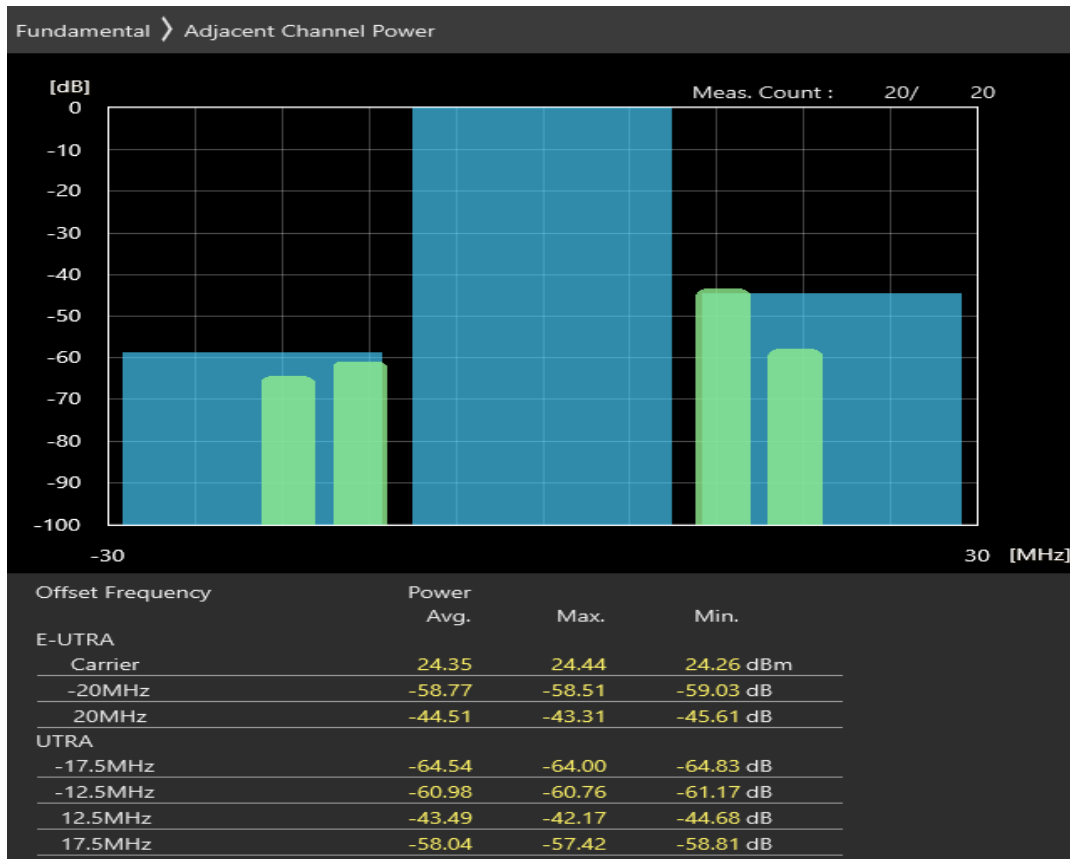 Fundamental ❯ Adjacent Channel Power
[dB]
Meas. Count : 20/ 20
0
-10
-20
-30
-40
-50
-60
-70
-80
-90
-100
-30 30 [MHz]
Offset Frequency Power
Avg. Max. Min.
E-UTRA
Carrier 24.35 24.44 24.26 dBm
-20MHz -58.77 -58.51 -59.03 dB
20MHz -44.51 -43.31 -45.61 dB
UTRA
-17.5MHz -64.54 -64.00 -64.83 dB
-12.5MHz -60.98 -60.76 -61.17 dB
12.5MHz -43.49 -42.17 -44.68 dB
17.5MHz -58.04 -57.42 -58.81 dB